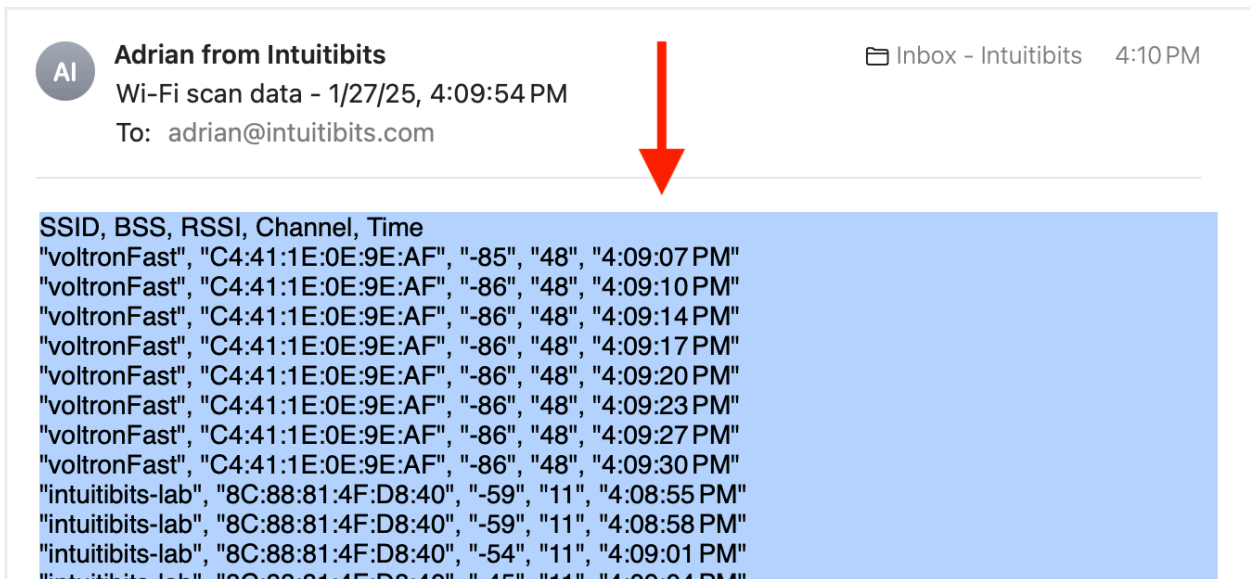 AI
Adrian from Intuitibits
Inbox - Intuitibits 4:10 PM
Wi-Fi scan data - 1/27/25, 4:09:54 PM
To: adrian@intuitibits.com
SSID, BSS, RSSI, Channel, Time
"voltronFast", "C4:41:1E:0E:9E:AF", "-85", "48", "4:09:07 PM"
"voltronFast", "C4:41:1E:0E:9E:AF", "-86", "48", "4:09:10 PM"
"voltronFast", "C4:41:1E:0E:9E:AF", "-86", "48", "4:09:14 PM"
"voltronFast", "C4:41:1E:0E:9E:AF", "-86", "48", "4:09:17 PM"
"voltronFast", "C4:41:1E:0E:9E:AF", "-86", "48", "4:09:20 PM"
"voltronFast", "C4:41:1E:0E:9E:AF", "-86", "48", "4:09:23 PM"
"voltronFast", "C4:41:1E:0E:9E:AF", "-86", "48", "4:09:27 PM"
"voltronFast", "C4:41:1E:0E:9E:AF", "-86", "48", "4:09:30 PM"
"intuitibits-lab", "8C:88:81:4F:D8:40", "-59", "11", "4:08:55 PM"
"intuitibits-lab", "8C:88:81:4F:D8:40", "-59", "11", "4:08:58 PM"
"intuitibits-lab", "8C:88:81:4F:D8:40", "-54", "11", "4:09:01 PM"